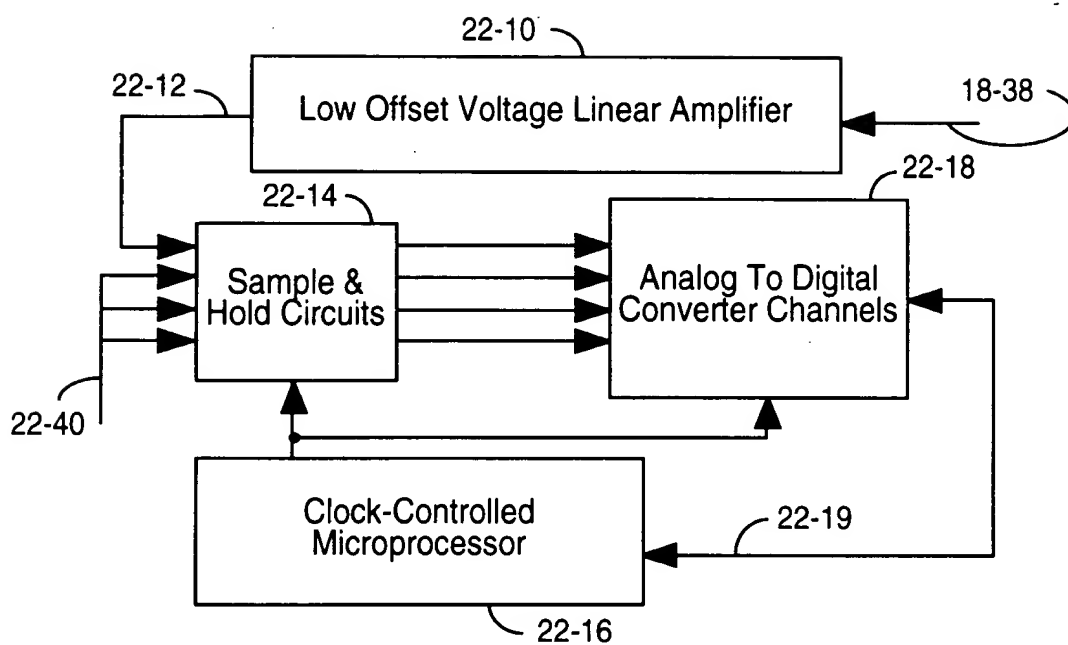 22-10
22-12
Low Offset Voltage Linear Amplifier
18-38
22-14
22-18
Sample &
Hold Circuits
Analog To Digital
Converter Channels
22-40
Clock-Controlled
Microprocessor
22-19
22-16